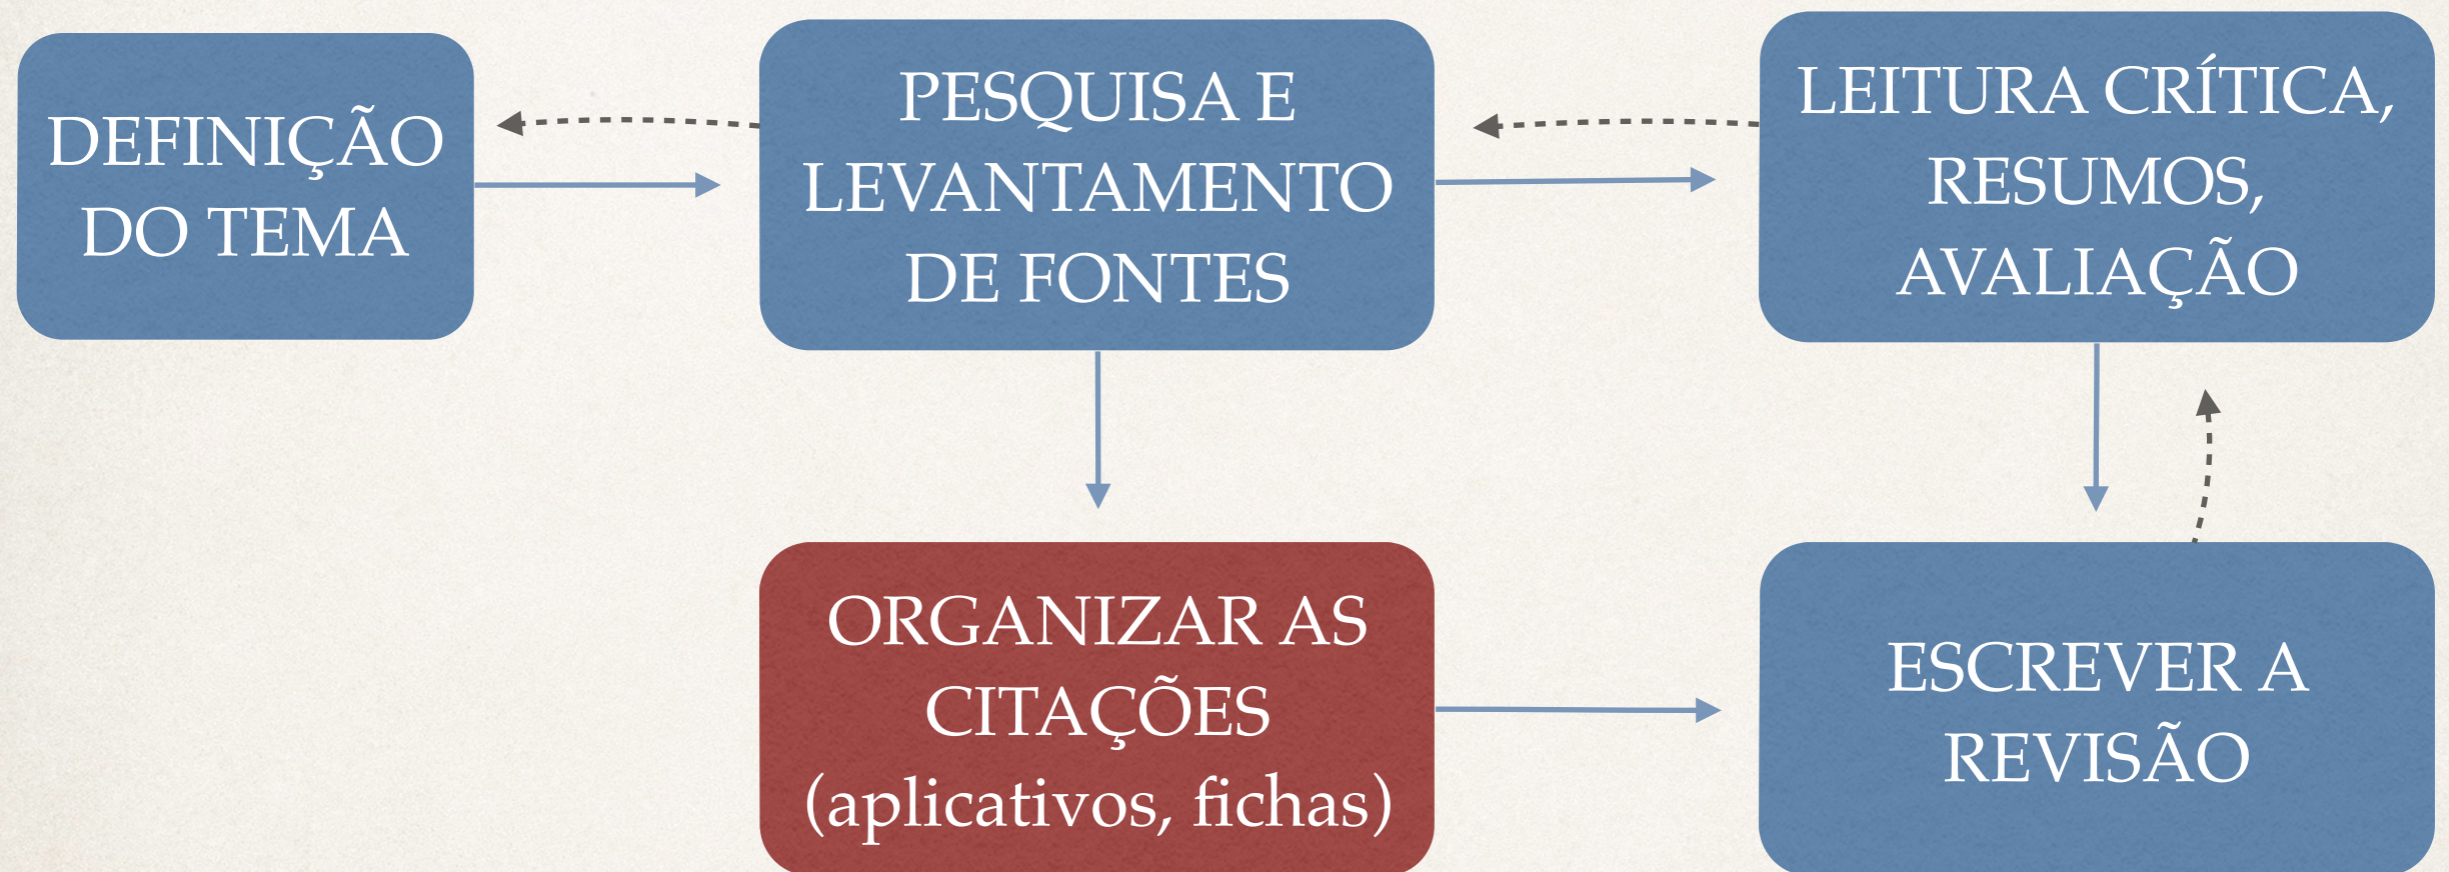 DEFINIÇÃO
DO TEMA
PESQUISA E
LEVANTAMENTO
DE FONTES
LEITURA CRÍTICA,
RESUMOS,
AVALIAÇÃO
ORGANIZAR AS
CITAÇÕES
(aplicativos, fichas)
ESCREVER A
REVISÃO